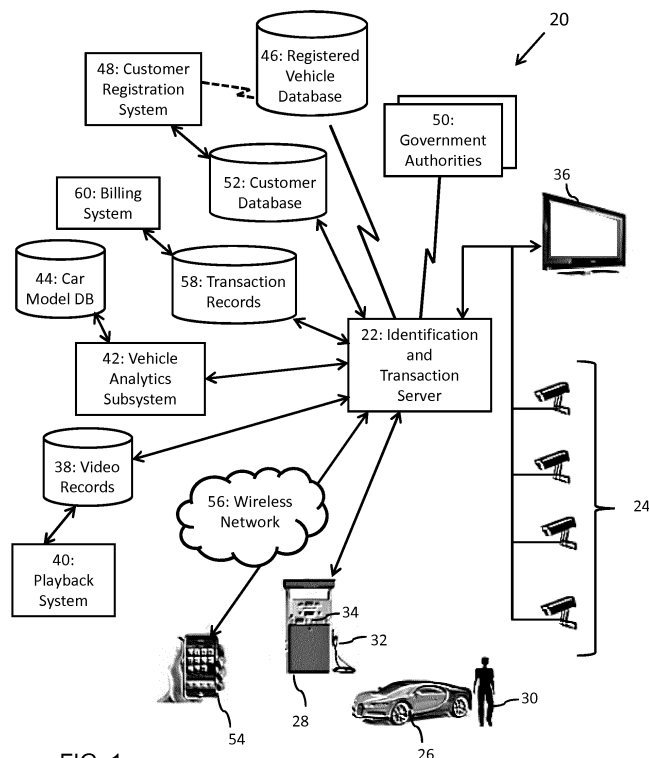 20
46: Registered
Vehicle
Database
48: Customer
Registration
System
50:
Government
Authorities
52: Customer
Database
36
60: Billing
System
44: Car
Model DB
58: Transaction
Records
22: Identification
and
Transaction
Server
42: Vehicle
Analytics
Subsystem
38: Video
Records
56: Wireless
Network
24
40:
Playback
System
34
32
30
54
28
26
FIG. 1